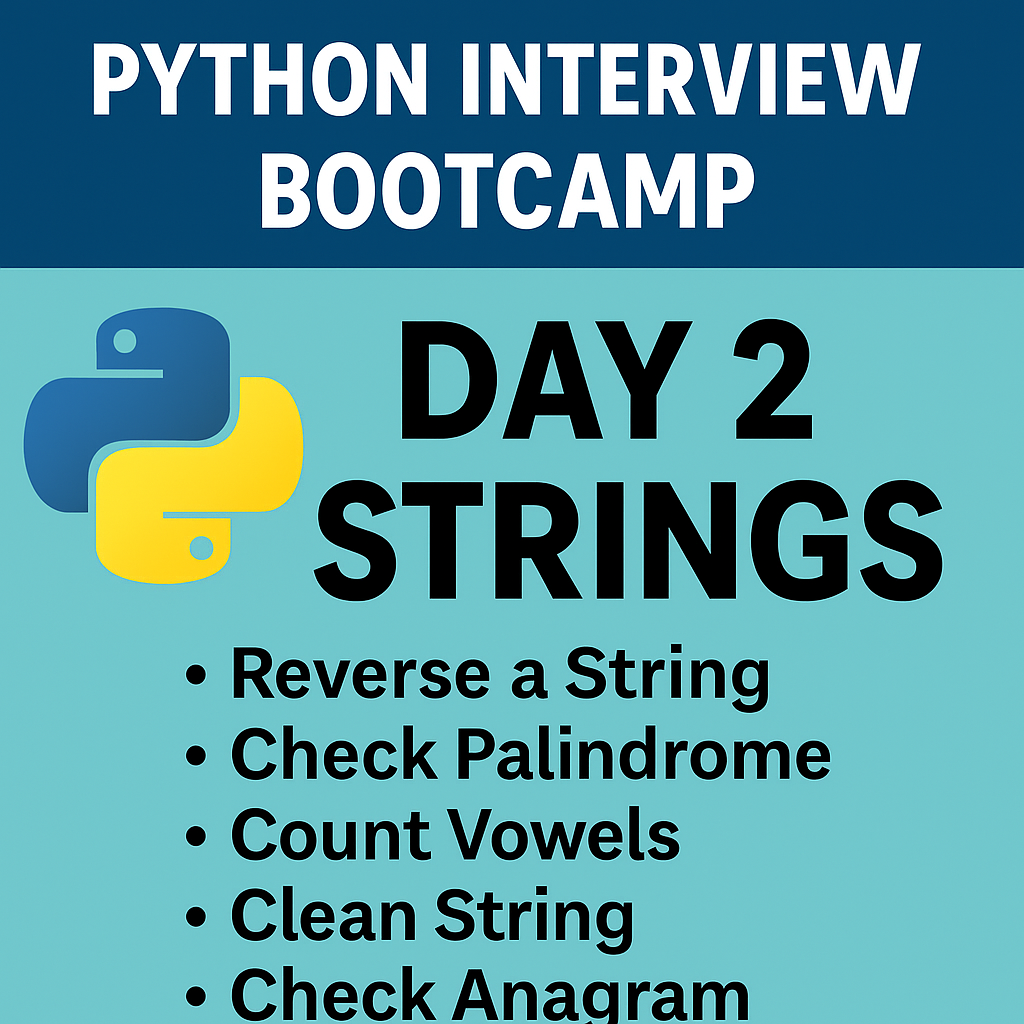 PYTHON INTERVIEW
BOOTCAMP
DAY 2
STRINGS
• Reverse a String
• Check Palindrome
• Count Vowels
• Clean String
• Check Anagram